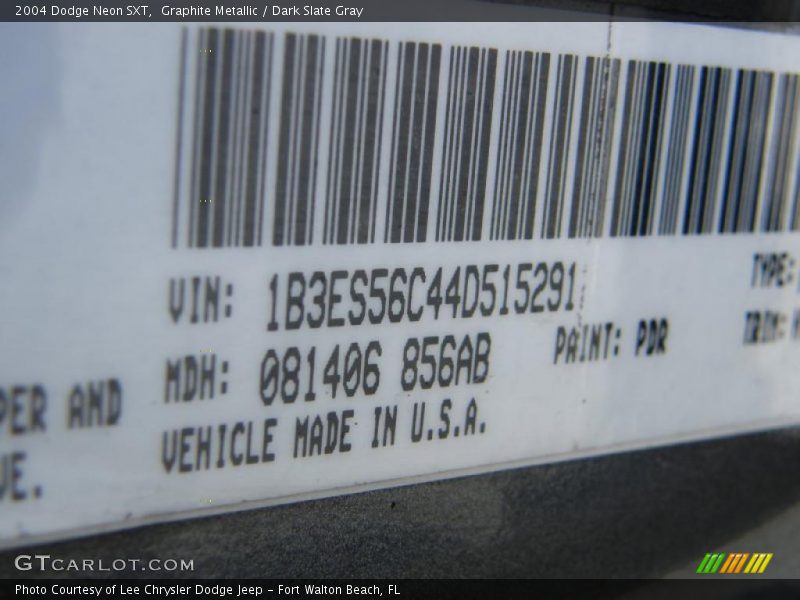 2004 Dodge Neon SXT,  Graphite Metallic / Dark Slate Gray
VIN: 1B3ES56C44D515291
TYPE:
MDH: 081406 856AB
PAINT: PDR
TRIM:
PER AND
VEHICLE MADE IN U.S.A.
VE.
GTCARLOT.COM
Photo Courtesy of Lee Chrysler Dodge Jeep - Fort Walton Beach, FL